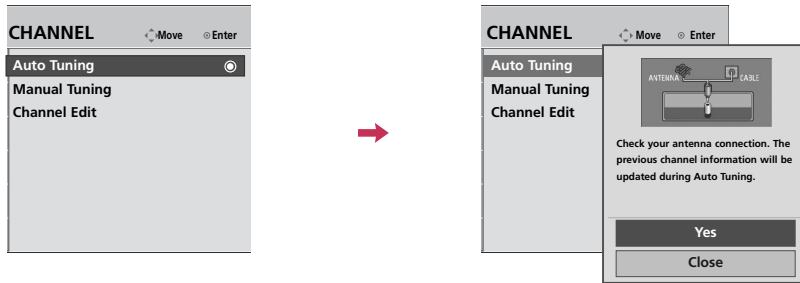 CHANNEL Move Enter
Auto Tuning
Manual Tuning
Channel Edit
CHANNEL Move Enter
Auto Tuning
Manual Tuning
Channel Edit
ANTENNA CABLE
Check your antenna connection. The
previous channel information will be
updated during Auto Tuning.
Yes
Close